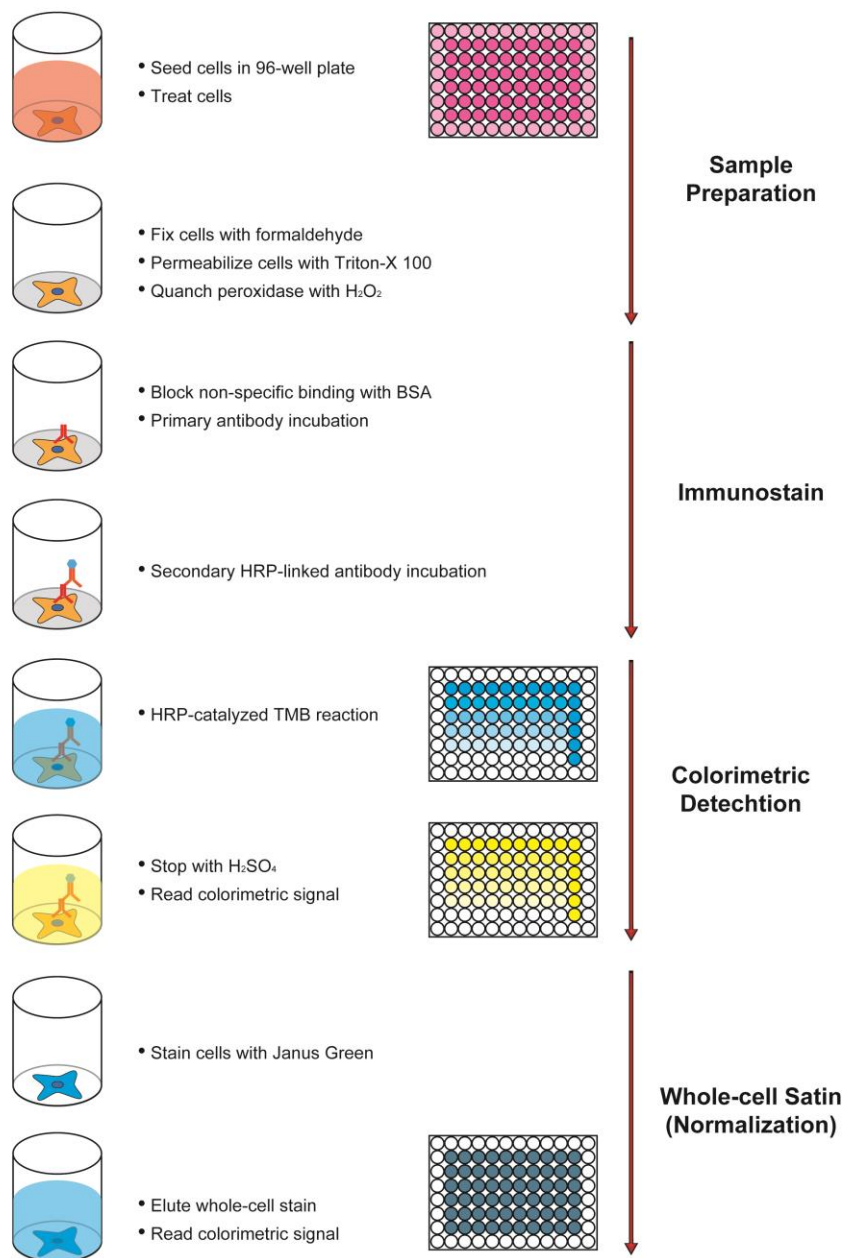 • Seed cells in 96-well plate
• Treat cells
Sample
Preparation
• Fix cells with formaldehyde
• Permeabilize cells with Triton-X 100
• Quanch peroxidase with H₂O₂
• Block non-specific binding with BSA
• Primary antibody incubation
Immunostain
• Secondary HRP-linked antibody incubation
• HRP-catalyzed TMB reaction
Colorimetric
Detechtion
• Stop with H₂SO₄
• Read colorimetric signal
• Stain cells with Janus Green
Whole-cell Satin
(Normalization)
• Elute whole-cell stain
• Read colorimetric signal